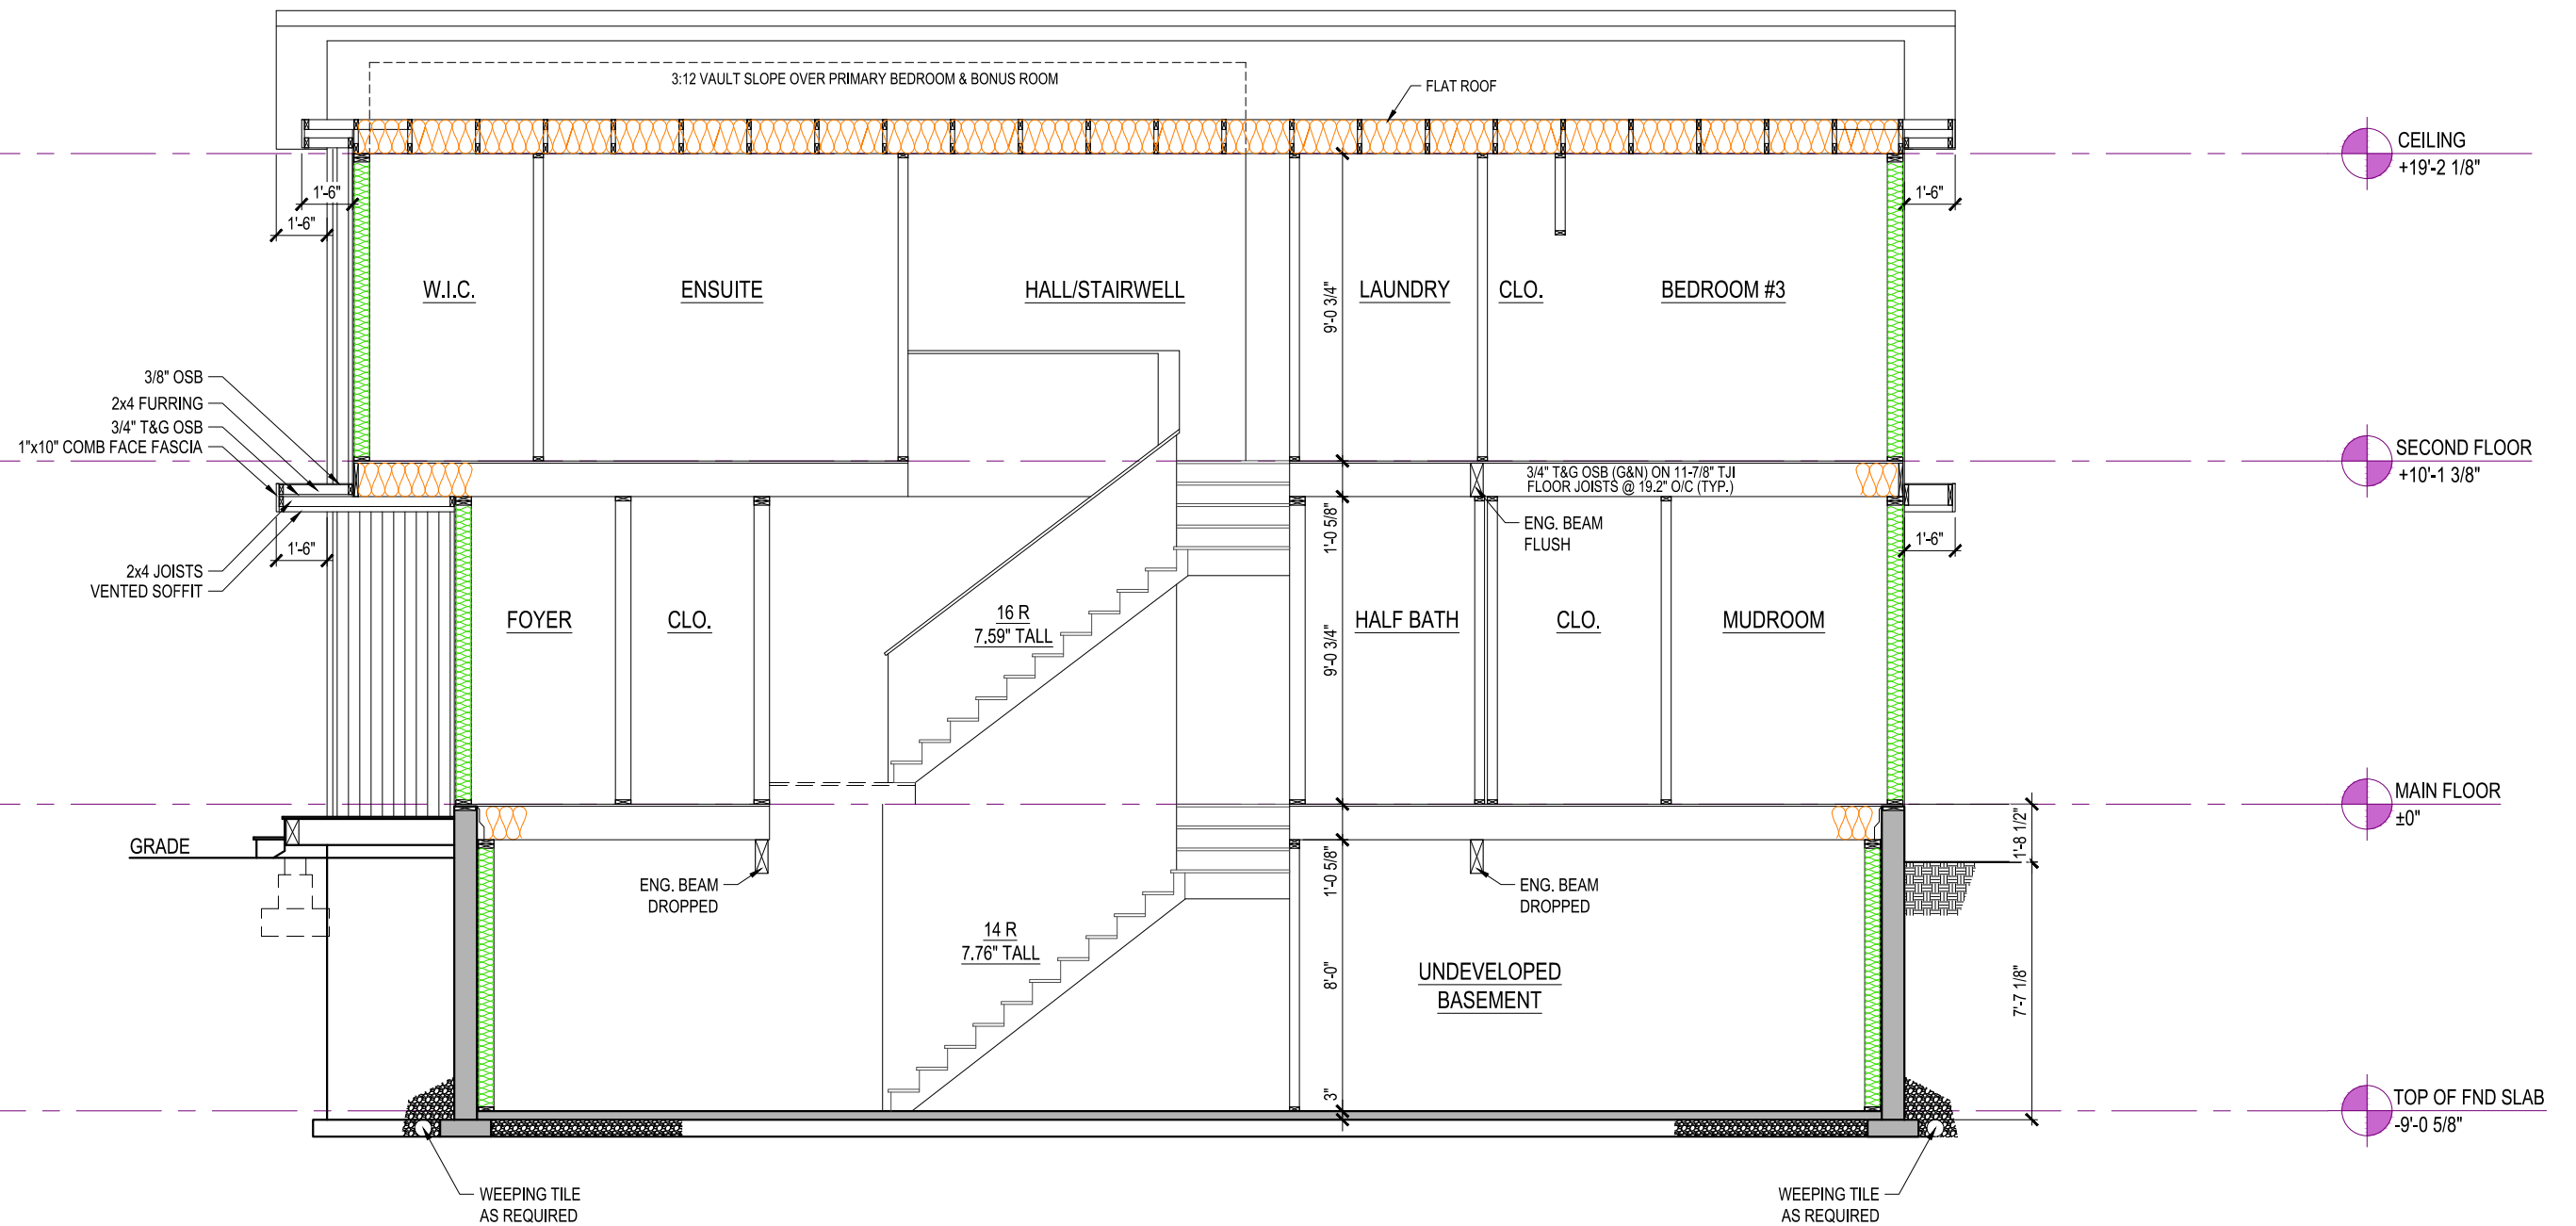 3:12 VAULT SLOPE OVER PRIMARY BEDROOM & BONUS ROOM
FLAT ROOF
CEILING
+19'-2 1/8"
1'-6"
1'-6"
1'-6"
W.I.C.
ENSUITE
HALL/STAIRWELL
9'-0 3/4"
LAUNDRY
CLO.
BEDROOM #3
3/8" OSB
2x4 FURRING
3/4" T&G OSB
1"x10" COMB FACE FASCIA
SECOND FLOOR
+10'-1 3/8"
3/4" T&G OSB (G&N) ON 11-7/8" TJI
FLOOR JOISTS @ 19.2" O/C (TYP.)
1'-0 5/8"
ENG. BEAM
FLUSH
1'-6"
1'-6"
2x4 JOISTS
VENTED SOFFIT
FOYER
CLO.
16 R
7.59" TALL
9'-0 3/4"
HALF BATH
CLO.
MUDROOM
MAIN FLOOR
±0"
GRADE
1'-8 1/2"
1'-0 5/8"
ENG. BEAM
DROPPED
ENG. BEAM
DROPPED
14 R
7.76" TALL
8'-0"
UNDEVELOPED
BASEMENT
7'-7 1/8"
3"
TOP OF FND SLAB
-9'-0 5/8"
WEEPING TILE
AS REQUIRED
WEEPING TILE
AS REQUIRED